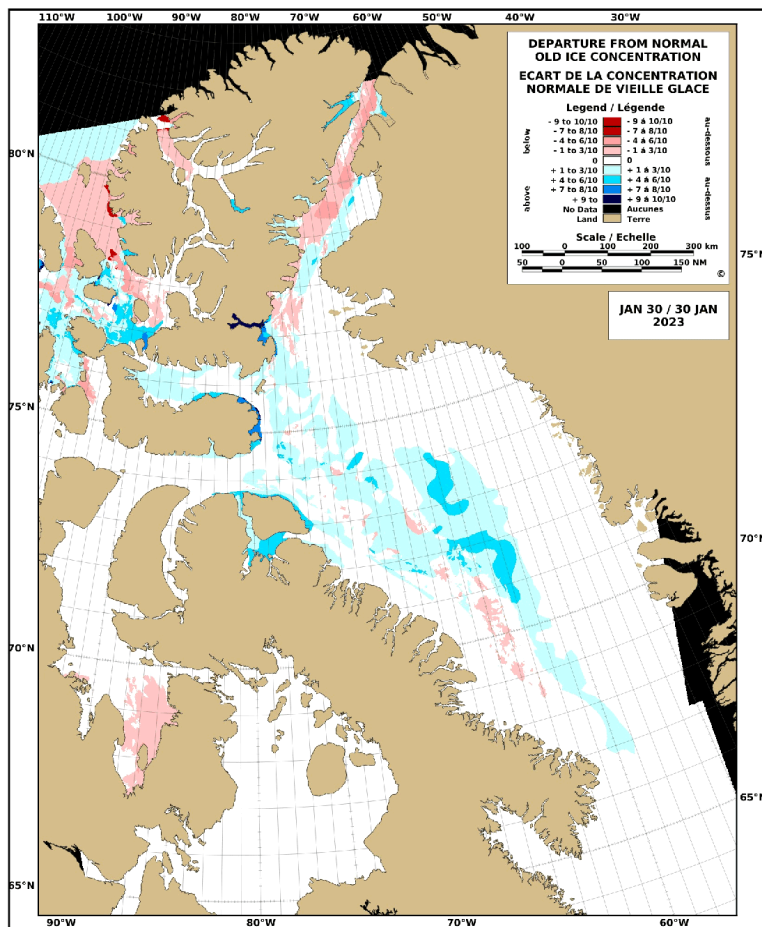 110°W 100°W 90°W 80°W 70°W 60°W 50°W 40°W 30°W
DEPARTURE FROM NORMAL
OLD ICE CONCENTRATION
ECART DE LA CONCENTRATION
NORMALE DE VIEILLE GLACE
Legend / Légende
below
au-dessous
- 9 to 10/10 - 9 à 10/10
- 7 to 8/10 - 7 à 8/10
- 4 to 6/10 - 4 à 6/10
- 1 to 3/10 - 1 à 3/10
0 0
above
au-dessus
+ 1 to 3/10 + 1 à 3/10
+ 4 to 6/10 + 4 à 6/10
+ 7 to 8/10 + 7 à 8/10
+ 9 to + 9 à 10/10
No Data Aucunes
Land Terre
Scale / Echelle
100 0 100 200 300 km
50 0 50 100 150 NM
©
JAN 30 / 30 JAN
2023
80°N
75°N
75°N
70°N
70°N
65°N
65°N
90°W 80°W 70°W 60°W